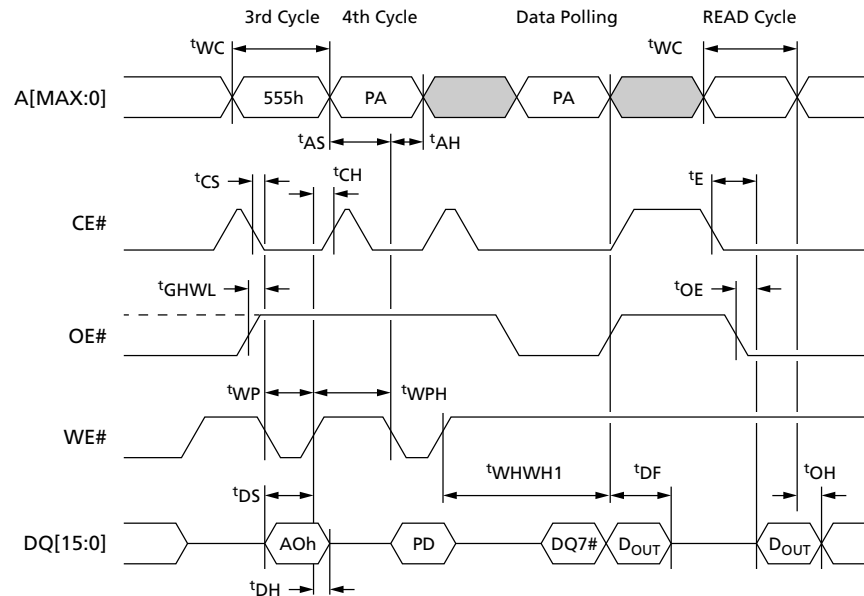 3rd Cycle 4th Cycle Data Polling READ Cycle
tWC tWC
A[MAX:0] 555h PA PA
tAS tAH
tCS tCH tE
CE#
tGHWL tOE
OE#
tWP tWPH
WE#
tDS tWHWH1 tDF tOH
DQ[15:0] AOh PD DQ7# DOUT DOUT
tDH